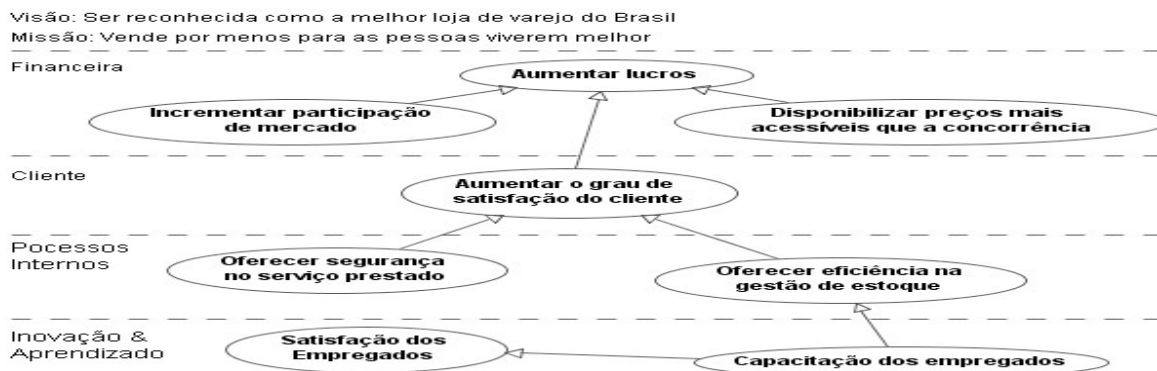 Visão: Ser reconhecida como a melhor loja de varejo do Brasil
Missão: Vende por menos para as pessoas viverem melhor
Financeira
Aumentar lucros
Incrementar participação
de mercado
Disponibilizar preços mais
acessíveis que a concorrência
Cliente
Aumentar o grau de
satisfação do cliente
Pocessos
Internos
Oferecer segurança
no serviço prestado
Oferecer eficiência na
gestão de estoque
Inovação &
Aprendizado
Satisfação dos
Empregados
Capacitação dos empregados